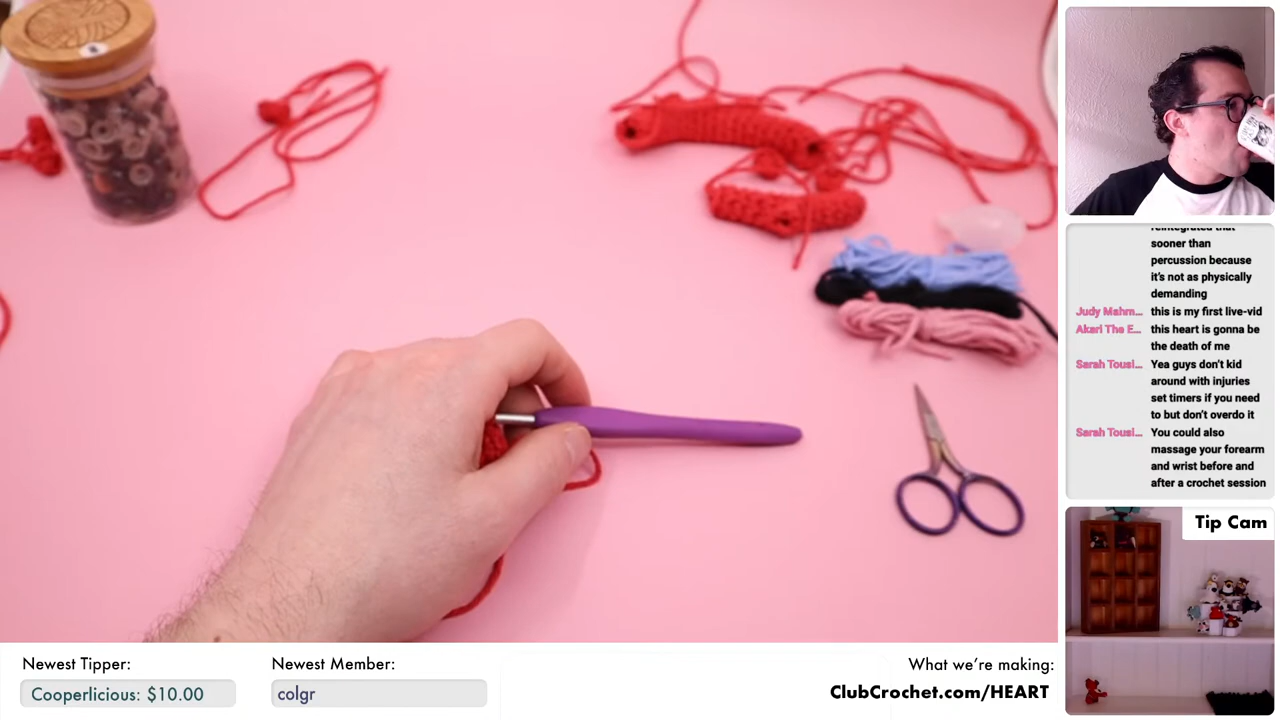 reintegrated that
sooner than
percussion because
it's not as physically
demanding
Judy Mahm... this is my first live-vid
Akari The E... this heart is gonna be
the death of me
Sarah Tousi... Yea guys don't kid
around with injuries
set timers if you need
to but don't overdo it
Sarah Tousi... You could also
massage your forearm
and wrist before and
after a crochet session
Tip Cam
Newest Tipper:
Cooperlicious: $10.00
Newest Member:
colgr
What we're making:
ClubCrochet.com/HEART